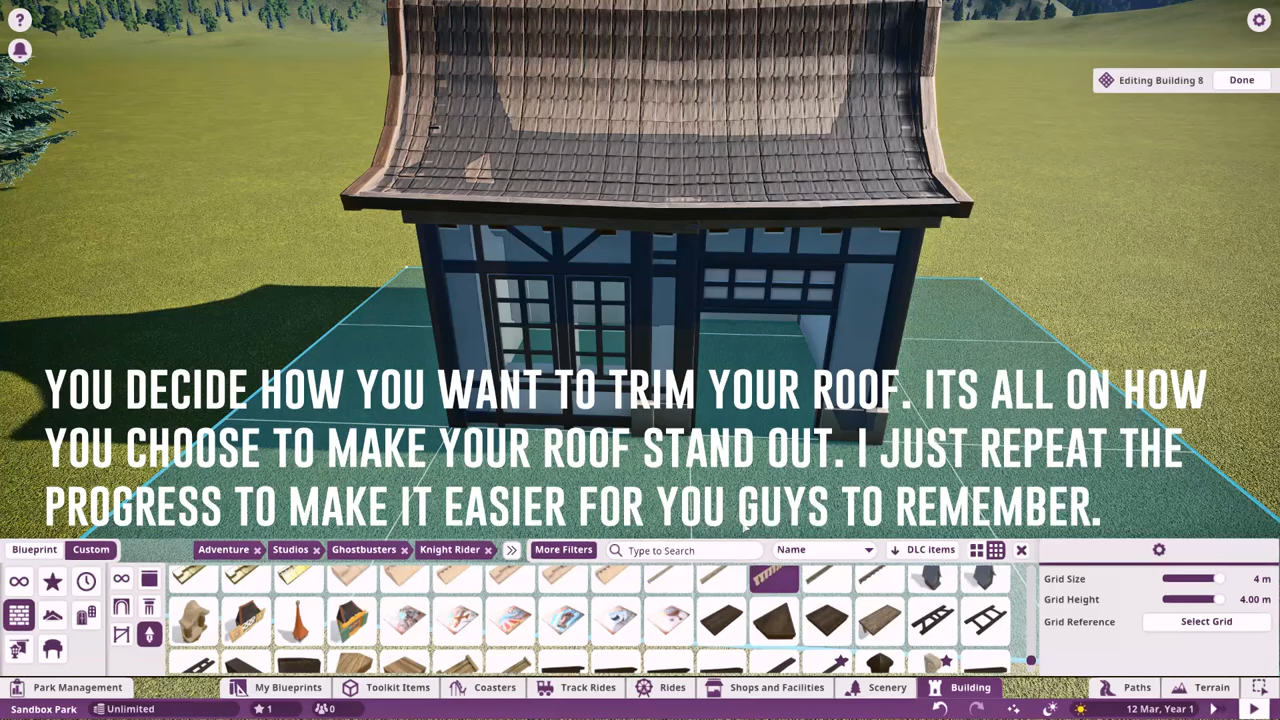 ?
Editing Building 8 Done
YOU DECIDE HOW YOU WANT TO TRIM YOUR ROOF. ITS ALL ON HOW
YOU CHOOSE TO MAKE YOUR ROOF STAND OUT. I JUST REPEAT THE
PROGRESS TO MAKE IT EASIER FOR YOU GUYS TO REMEMBER.
Blueprint Custom Adventure × Studios × Ghostbusters × Knight Rider × More Filters Type to Search Name DLC items
Grid Size 4 m
Grid Height 4.00 m
Grid Reference Select Grid
Park Management My Blueprints Toolkit Items Coasters Track Rides Rides Shops and Facilities Scenery Building Paths Terrain
Sandbox Park Unlimited 1 0 12 Mar, Year 1